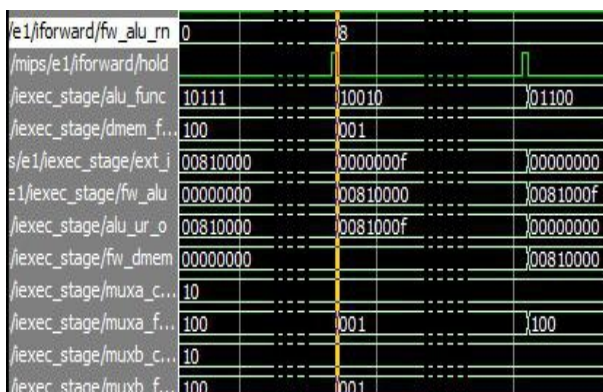 /e1/iforward/fw_alu_rn 0 8
/mips/e1/iforward/hold
/iexec_stage/alu_func 10111 10010 01100
/iexec_stage/dmem_f... 100 001
s/e1/iexec_stage/ext_i 00810000 0000000f 00000000
e1/iexec_stage/fw_alu 00000000 00810000 0081000f
/iexec_stage/alu_ur_o 00810000 0081000f 00000000
/iexec_stage/fw_dmem 00000000 00810000
/iexec_stage/muxa_c... 10
/iexec_stage/muxa_f... 100 001 100
/iexec_stage/muxb_c... 10
/iexec_stage/muxb_f... 100 001